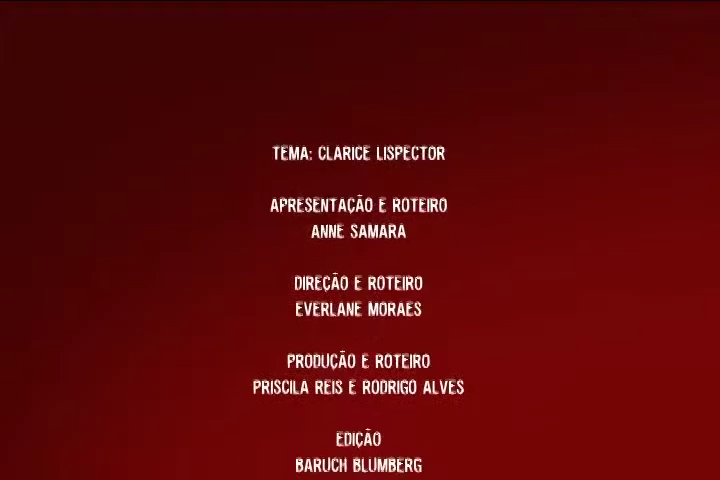 TEMA: CLARICE LISPECTOR
APRESENTAÇÃO E ROTEIRO
ANNE SAMARA
DIREÇÃO E ROTEIRO
EVERLANE MORAES
PRODUÇÃO E ROTEIRO
PRISCILA REIS E RODRIGO ALVES
EDIÇÃO
BARUCH BLUMBERG